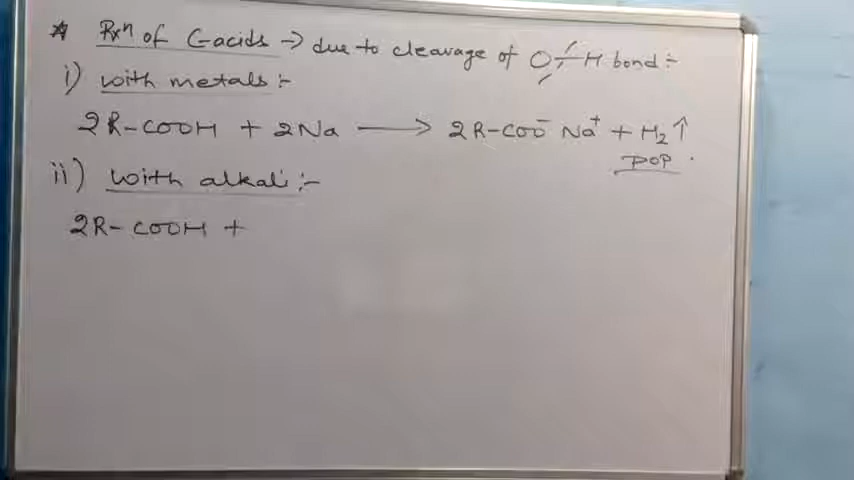 * Rxⁿ of C-acids → due to cleavage of O-H bond :-
i) with metals :-
2R-COOH + 2Na ⟶ 2R-COO⁻ Na⁺ + H₂↑
POP.
ii) with alkali :-
2R-COOH +